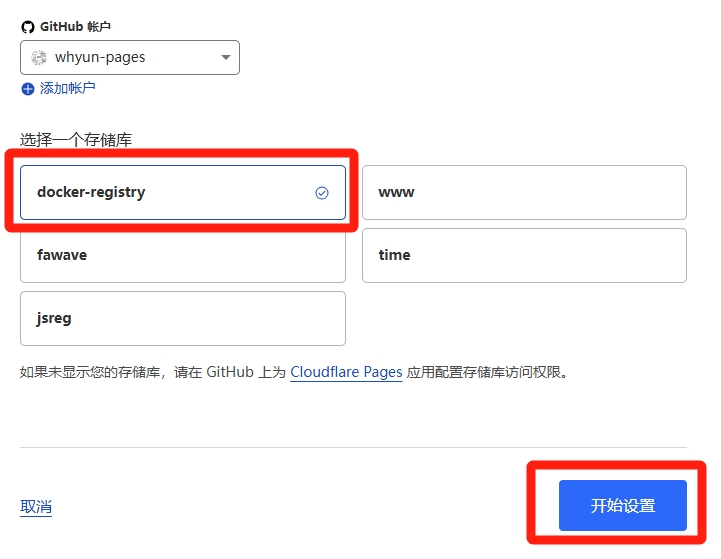 GitHub 帐户
whyun-pages
添加帐户
选择一个存储库
docker-registry
www
fawave
time
jsreg
如果未显示您的存储库，请在 GitHub 上为 Cloudflare Pages 应用配置存储库访问权限。
取消
开始设置